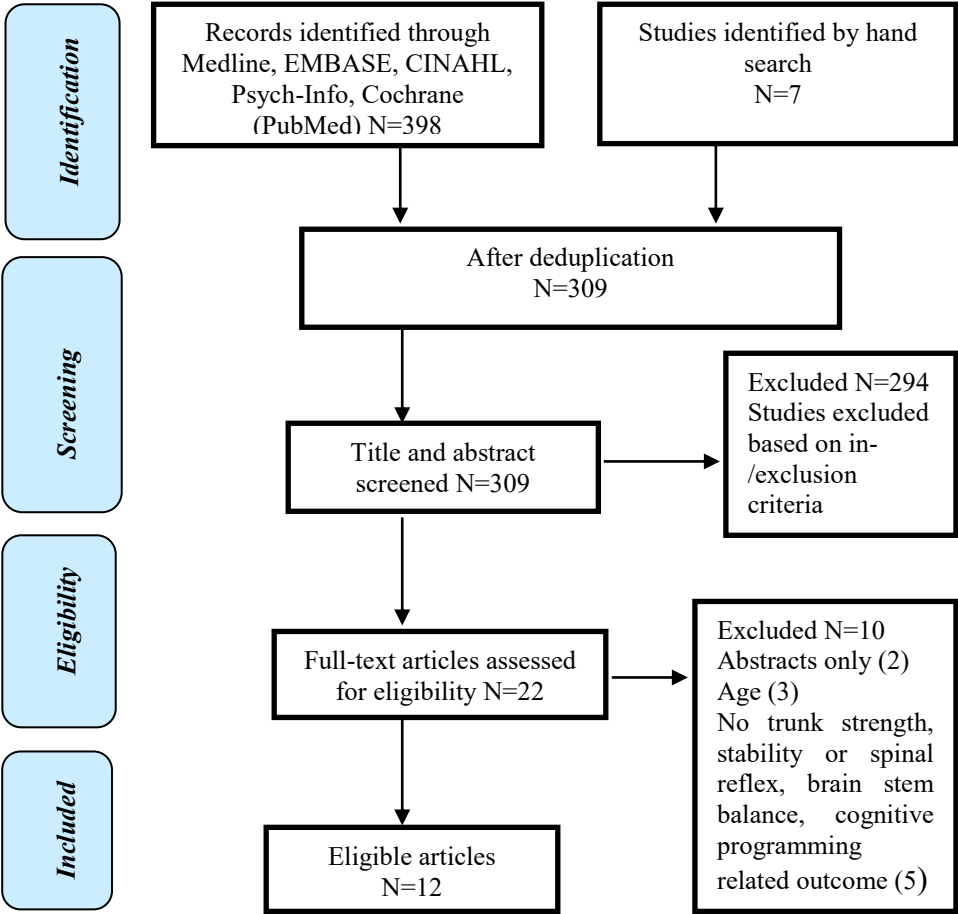 Identification
Records identified through
Medline, EMBASE, CINAHL,
Psych-Info, Cochrane
(PubMed) N=398
Studies identified by hand
search
N=7
After deduplication
N=309
Screening
Title and abstract
screened N=309
Excluded N=294
Studies excluded
based on in-
/exclusion
criteria
Eligibility
Full-text articles assessed
for eligibility N=22
Excluded N=10
Abstracts only (2)
Age (3)
No trunk strength,
stability or spinal
reflex, brain stem
balance, cognitive
programming
related outcome (5)
Included
Eligible articles
N=12